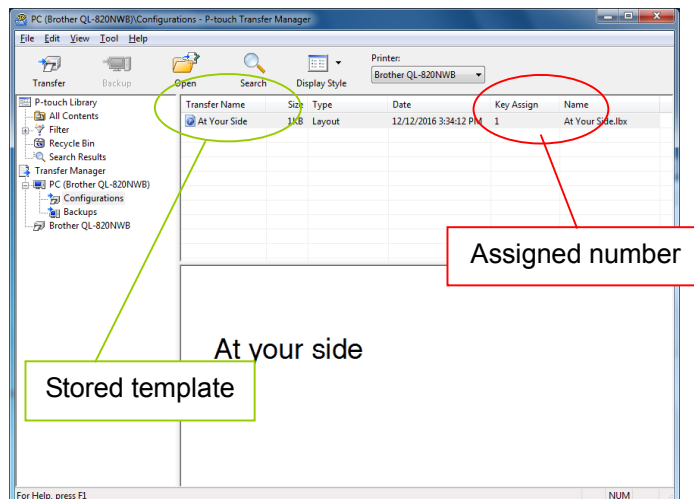 PC (Brother QL-820NWB)\Configurations - P-touch Transfer Manager
File Edit View Tool Help
Transfer Backup Open Search Display Style
Printer:
Brother QL-820NWB
P-touch Library
All Contents
Filter
Recycle Bin
Search Results
Transfer Manager
PC (Brother QL-820NWB)
Configurations
Backups
Brother QL-820NWB
Transfer Name Size Type Date Key Assign Name
At Your Side 1KB Layout 12/12/2016 3:34:12 PM 1 At Your Side.lbx
Assigned number
At your side
Stored template
For Help, press F1 NUM